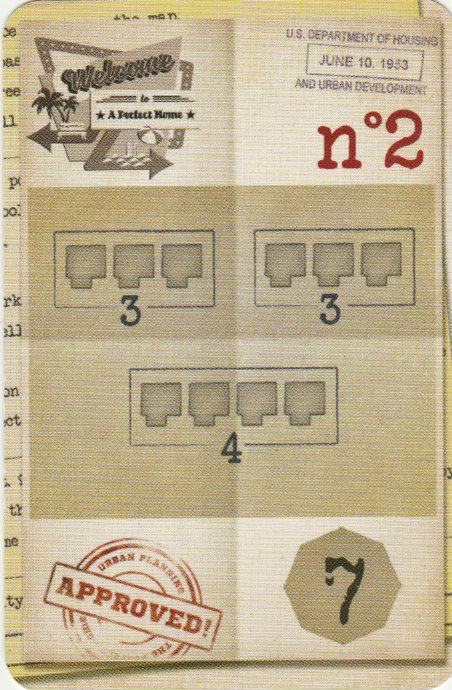 the map
U.S. DEPARTMENT OF HOUSING
JUNE 10, 1953
AND URBAN DEVELOPMENT
Welcome
to
★ A Perfect Home ★
n°2
3
3
4
URBAN PLANNING
APPROVED!
7